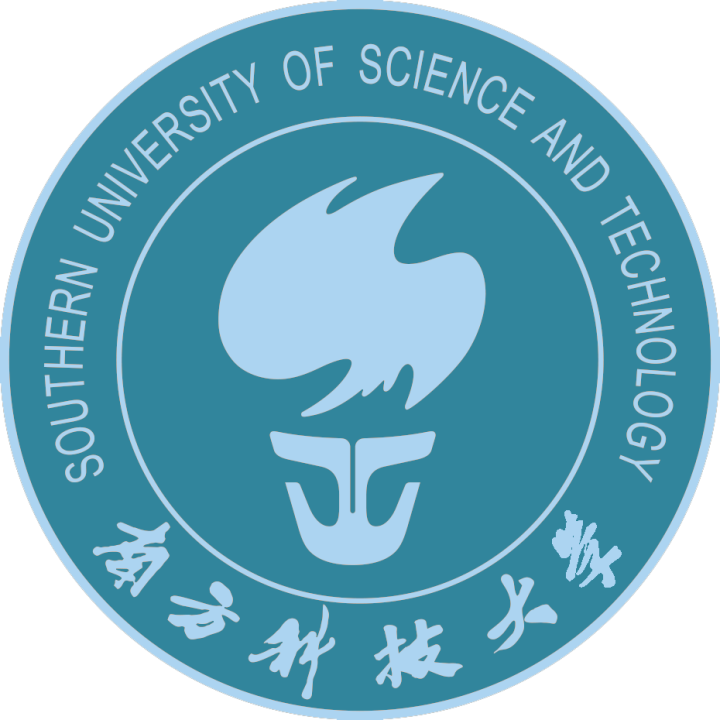 SOUTHERN UNIVERSITY OF SCIENCE AND TECHNOLOGY
南方科技大学